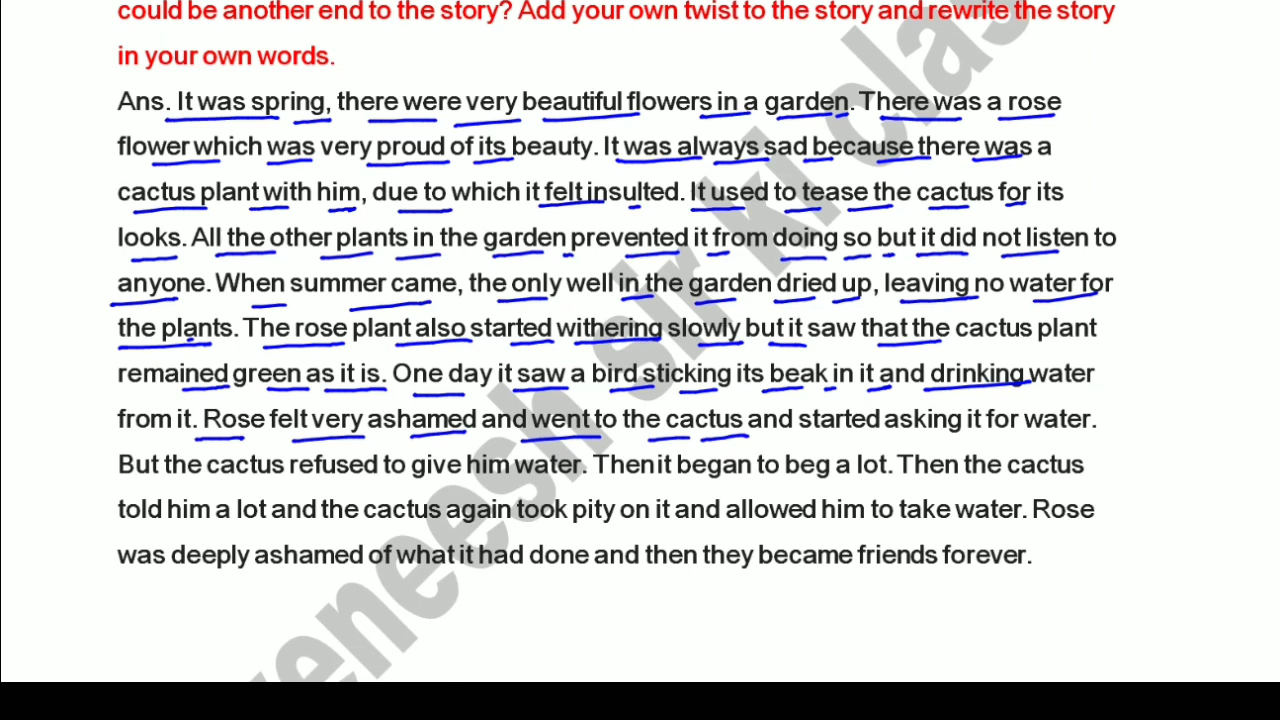 could be another end to the story? Add your own twist to the story and rewrite the story
in your own words.
Ans. It was spring, there were very beautiful flowers in a garden. There was a rose
flower which was very proud of its beauty. It was always sad because there was a
cactus plant with him, due to which it felt insulted. It used to tease the cactus for its
looks. All the other plants in the garden prevented it from doing so but it did not listen to
anyone. When summer came, the only well in the garden dried up, leaving no water for
the plants. The rose plant also started withering slowly but it saw that the cactus plant
remained green as it is. One day it saw a bird sticking its beak in it and drinking water
from it. Rose felt very ashamed and went to the cactus and started asking it for water.
But the cactus refused to give him water. Then it began to beg a lot. Then the cactus
told him a lot and the cactus again took pity on it and allowed him to take water. Rose
was deeply ashamed of what it had done and then they became friends forever.